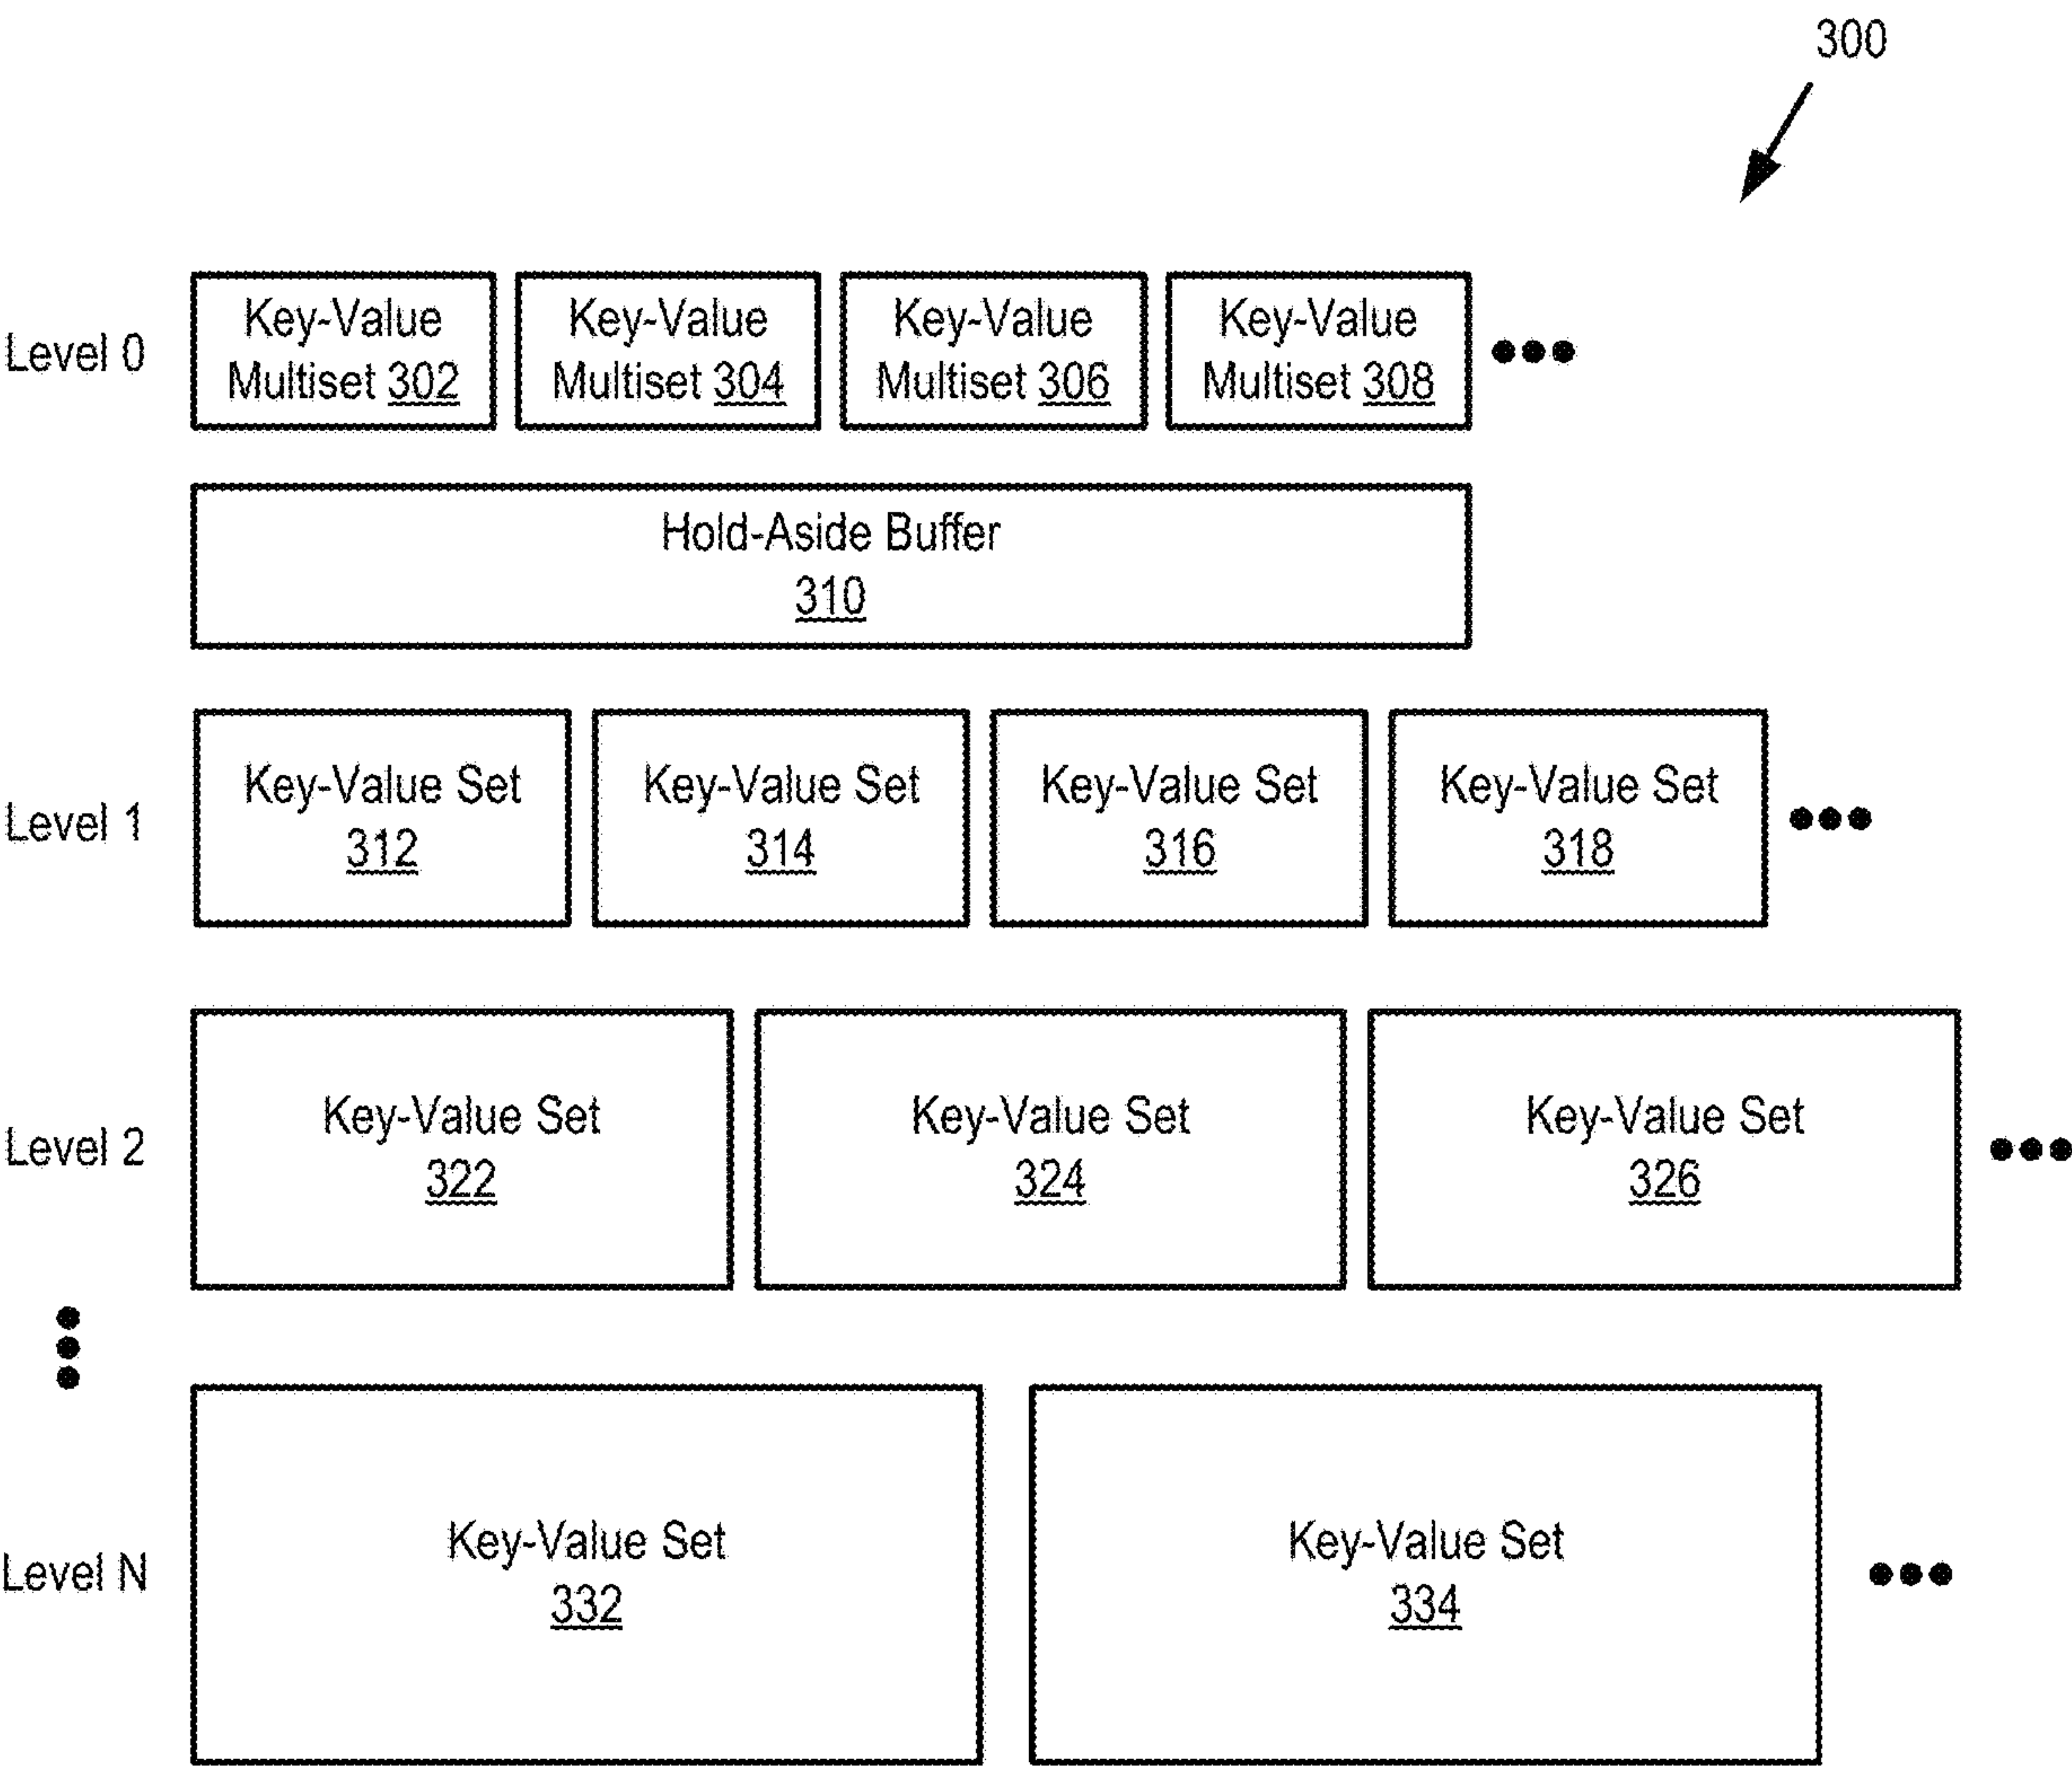 300
Level 0
Key-Value
Multiset 302
Key-Value
Multiset 304
Key-Value
Multiset 306
Key-Value
Multiset 308
Hold-Aside Buffer
310
Level 1
Key-Value Set
312
Key-Value Set
314
Key-Value Set
316
Key-Value Set
318
Level 2
Key-Value Set
322
Key-Value Set
324
Key-Value Set
326
Level N
Key-Value Set
332
Key-Value Set
334